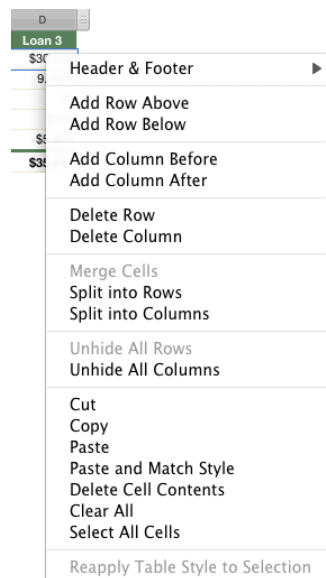 D
Loan 3
Header & Footer
Add Row Above
Add Row Below
Add Column Before
Add Column After
Delete Row
Delete Column
Merge Cells
Split into Rows
Split into Columns
Unhide All Rows
Unhide All Columns
Cut
Copy
Paste
Paste and Match Style
Delete Cell Contents
Clear All
Select All Cells
Reapply Table Style to Selection